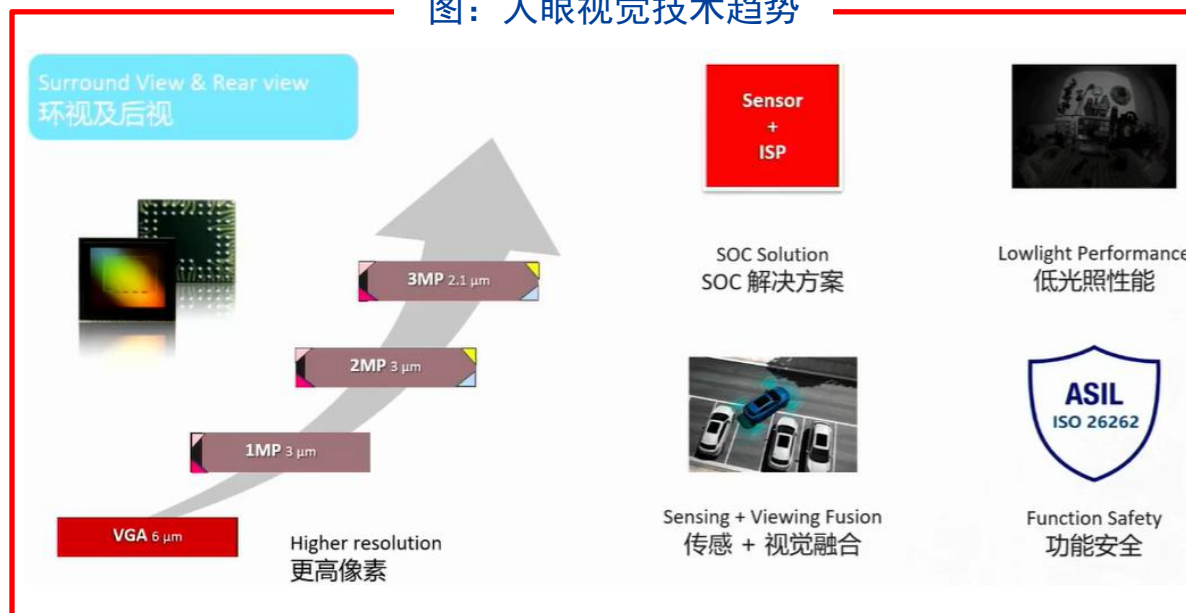 图：人眼视觉技术趋势
Surround View & Rear view
环视及后视
3MP 2.1 μm
2MP 3 μm
1MP 3 μm
VGA 6 μm
Higher resolution
更高像素
Sensor
+
ISP
SOC Solution
SOC 解决方案
Lowlight Performance
低光照性能
Sensing + Viewing Fusion
传感 + 视觉融合
ASIL
ISO 26262
Function Safety
功能安全